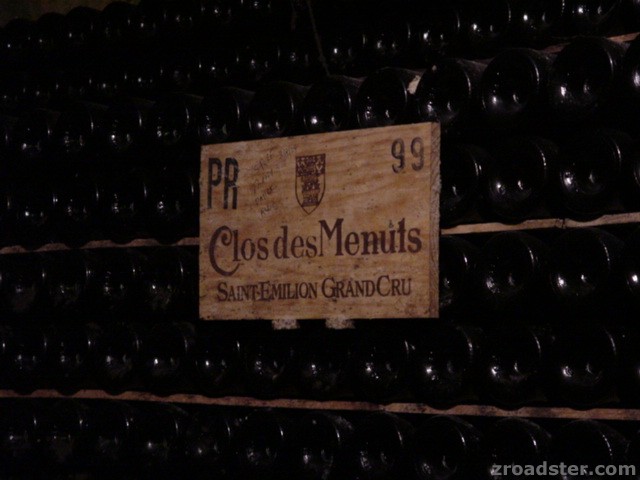 PR 99
Clos des Menuts
SAINT-EMILION GRAND CRU
zroadster.com